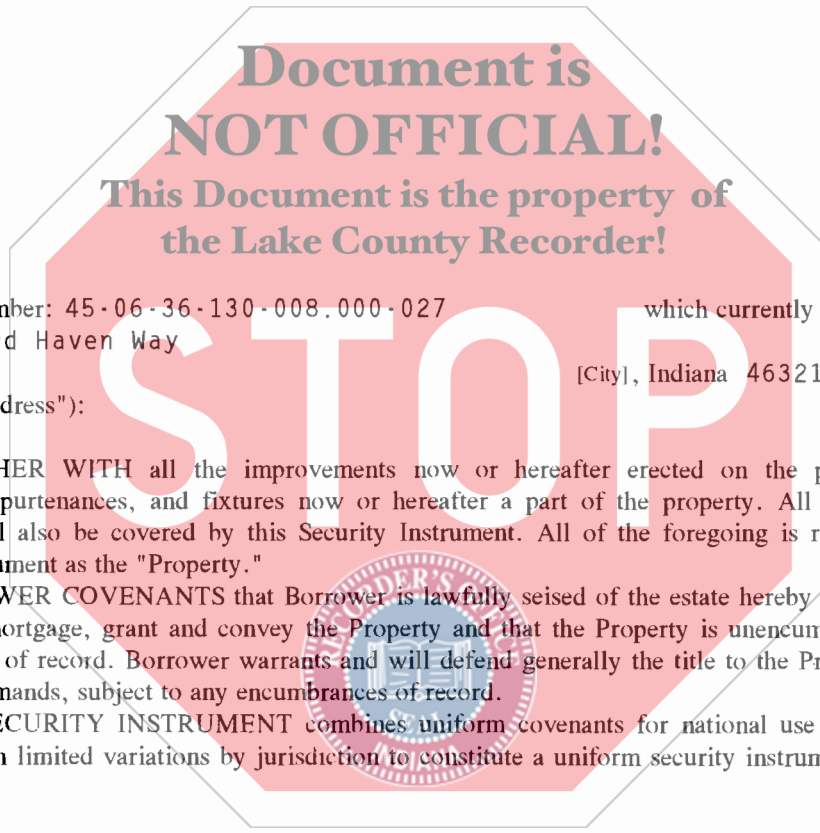 Document is
NOT OFFICIAL!
This Document is the property of
the Lake County Recorder!
STOP
nber: 45-06-36-130-008.000-027 which currently
d Haven Way
[City], Indiana 46321
dress"):
HER WITH all the improvements now or hereafter erected on the p
purtenances, and fixtures now or hereafter a part of the property. All
l also be covered by this Security Instrument. All of the foregoing is r
ument as the "Property."
WER COVENANTS that Borrower is lawfully seised of the estate hereby
ortgage, grant and convey the Property and that the Property is unencum
of record. Borrower warrants and will defend generally the title to the Pr
mands, subject to any encumbrances of record.
ECURITY INSTRUMENT combines uniform covenants for national use
n limited variations by jurisdiction to constitute a uniform security instrum
RECORDER'S OFFICE
SEAL
INDIANA